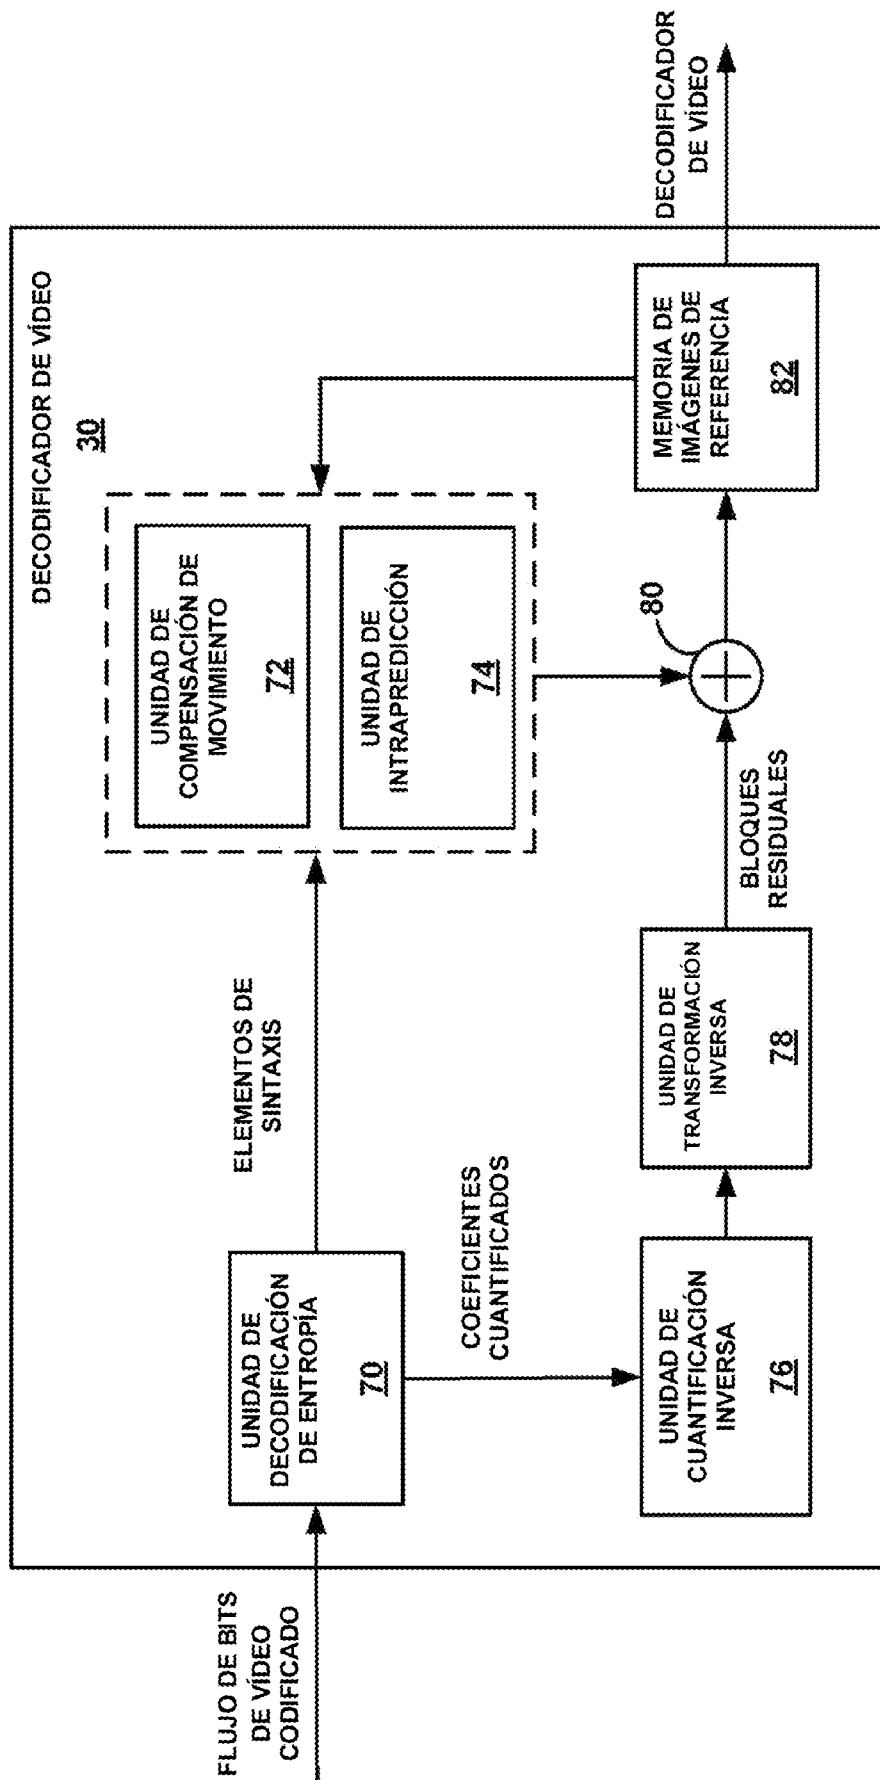 DECODIFICADOR DE VÍDEO
30
FLUJO DE BITS
DE VÍDEO
CODIFICADO
UNIDAD DE
DECODIFICACIÓN
DE ENTROPÍA
70
ELEMENTOS DE
SINTAXIS
UNIDAD DE
COMPENSACIÓN DE
MOVIMIENTO
72
UNIDAD DE
INTRAPREDICCIÓN
74
COEFICIENTES
CUANTIFICADOS
UNIDAD DE
CUANTIFICACIÓN
INVERSA
76
UNIDAD DE
TRANSFORMACIÓN
INVERSA
78
BLOQUES
RESIDUALES
80
MEMORIA DE
IMÁGENES DE
REFERENCIA
82
DECODIFICADOR
DE VÍDEO